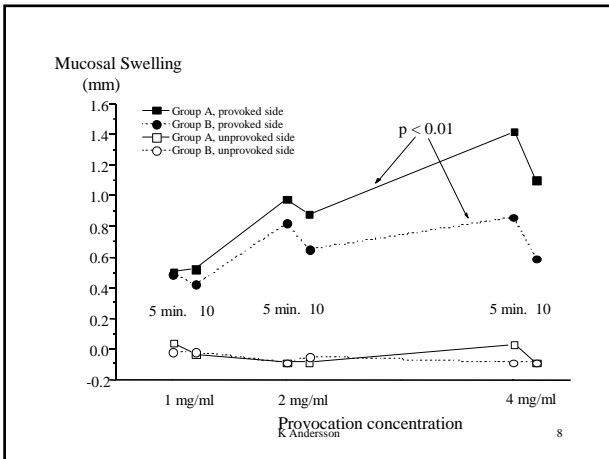 Mucosal Swelling
(mm)
1.6
1.4
1.2
1.0
0.8
0.6
0.4
0.2
0.0
-0.2
Group A, provoked side
Group B, provoked side
Group A, unprovoked side
Group B, unprovoked side
p < 0.01
5 min. 10
5 min. 10
5 min. 10
1 mg/ml
2 mg/ml
4 mg/ml
Provocation concentration
K Andersson
8